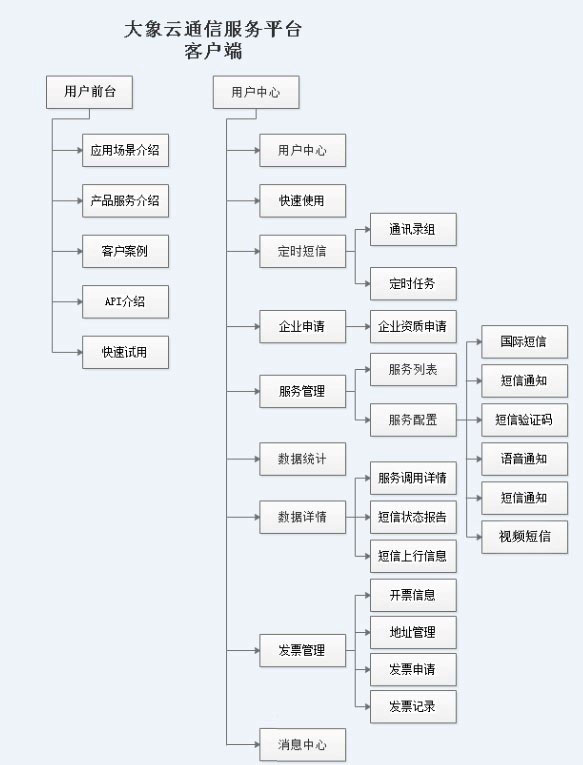 大象云通信服务平台
客户端
用户前台
应用场景介绍
产品服务介绍
客户案例
API介绍
快速试用
用户中心
用户中心
快速使用
定时短信
通讯录组
定时任务
企业申请
企业资质申请
服务管理
服务列表
服务配置
国际短信
短信通知
短信验证码
语音通知
短信通知
视频短信
数据统计
数据详情
服务调用详情
短信状态报告
短信上行信息
发票管理
开票信息
地址管理
发票申请
发票记录
消息中心